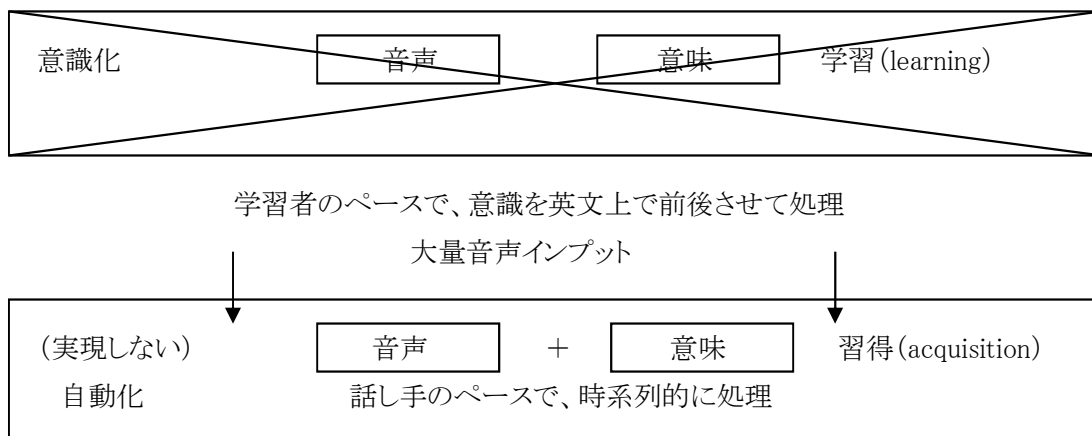 意識化 音声 意味 学習(learning)
学習者のペースで、意識を英文上で前後させて処理
大量音声インプット
(実現しない) 音声 + 意味 習得(acquisition)
自動化 話し手のペースで、時系列的に処理